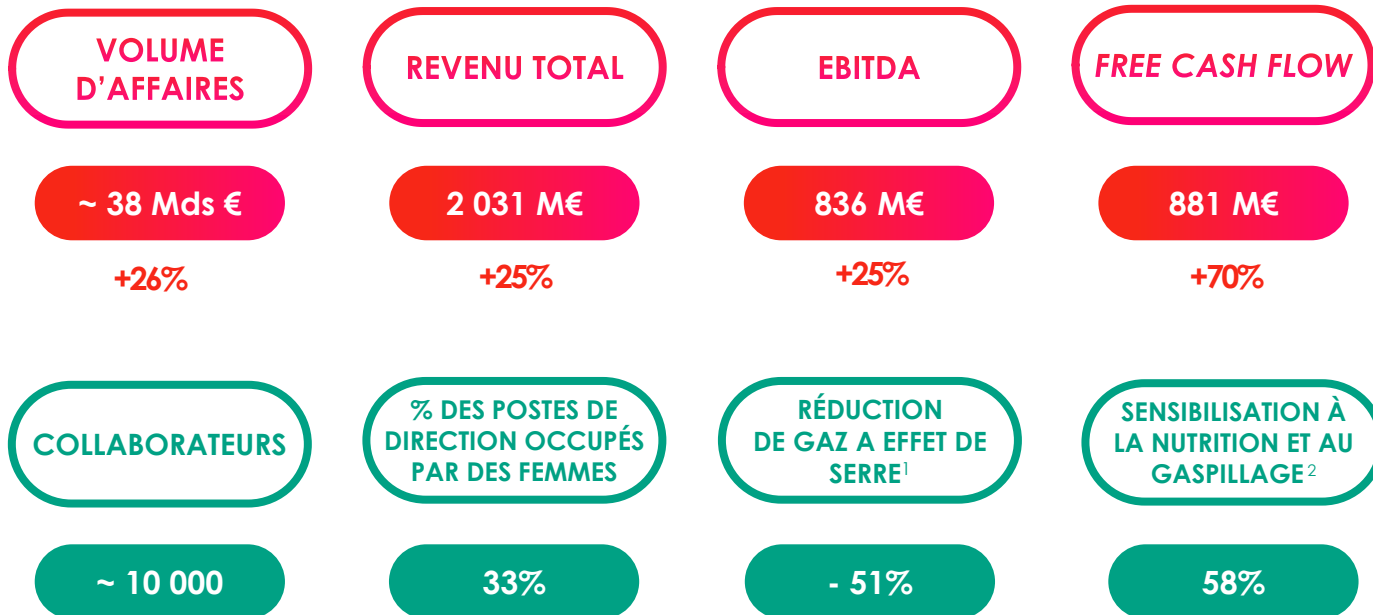 VOLUME
D’AFFAIRES
REVENU TOTAL
EBITDA
FREE CASH FLOW
~ 38 Mds €
2 031 M€
836 M€
881 M€
+26%
+25%
+25%
+70%
COLLABORATEURS
% DES POSTES DE
DIRECTION OCCUPÉS
PAR DES FEMMES
RÉDUCTION
DE GAZ A EFFET DE
SERRE¹
SENSIBILISATION À
LA NUTRITION ET AU
GASPILLAGE ²
~ 10 000
33%
- 51%
58%